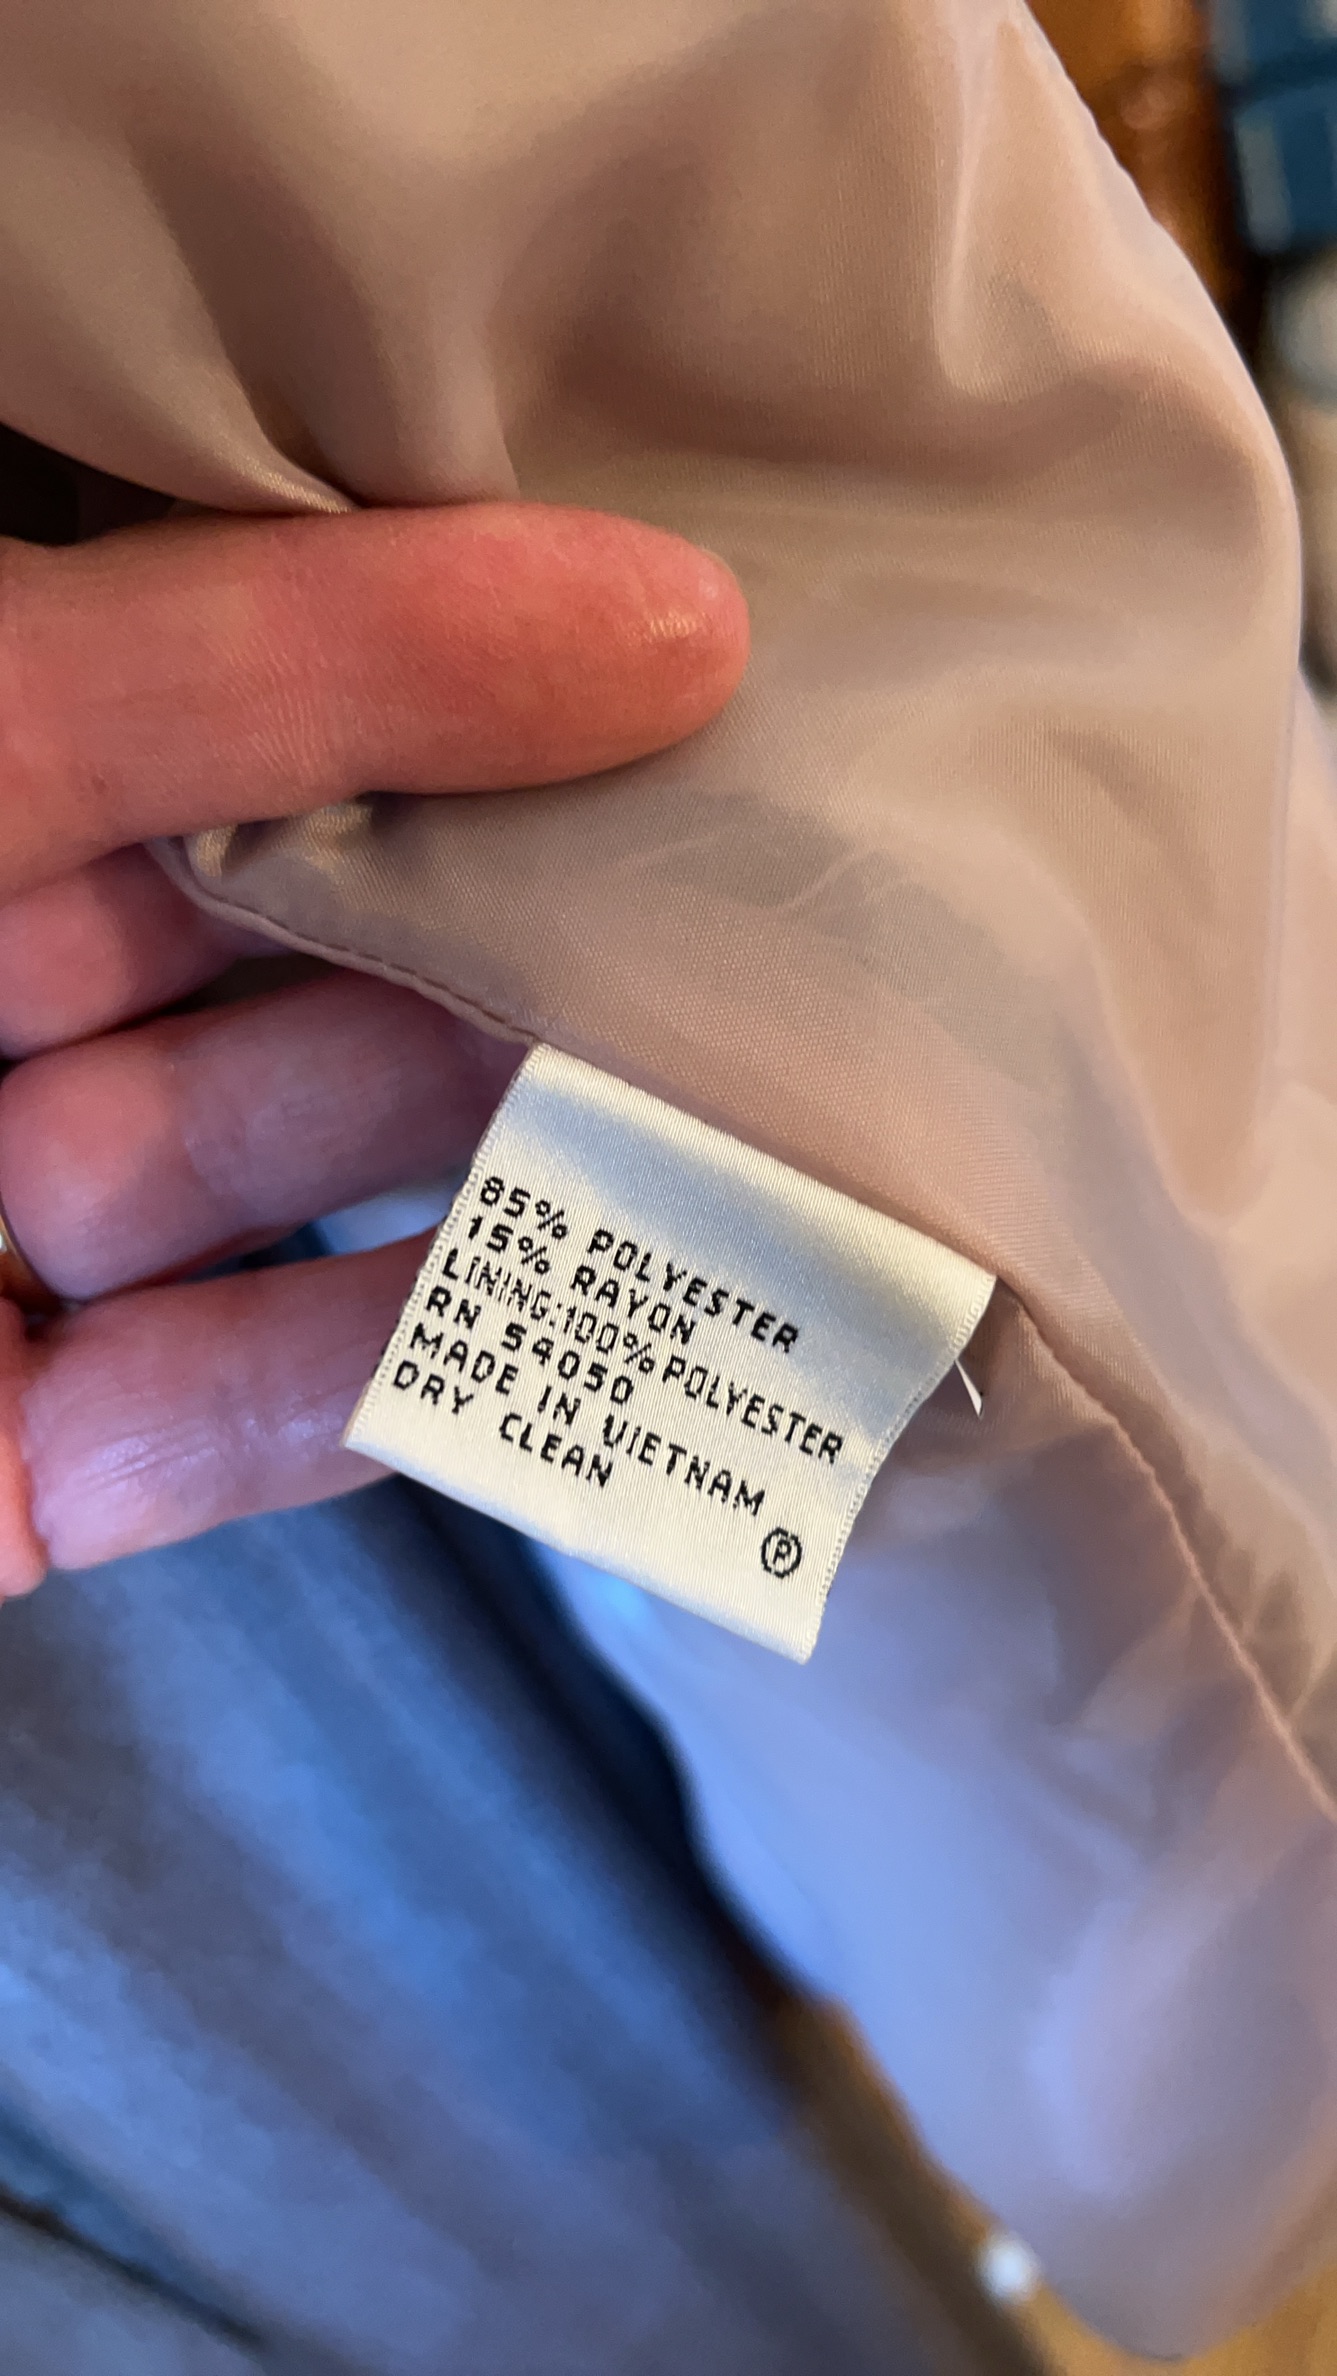 85% POLYESTER
15% RAYON
LINING:100% POLYESTER
RN 54050
MADE IN VIETNAM
DRY CLEAN
Ⓟ